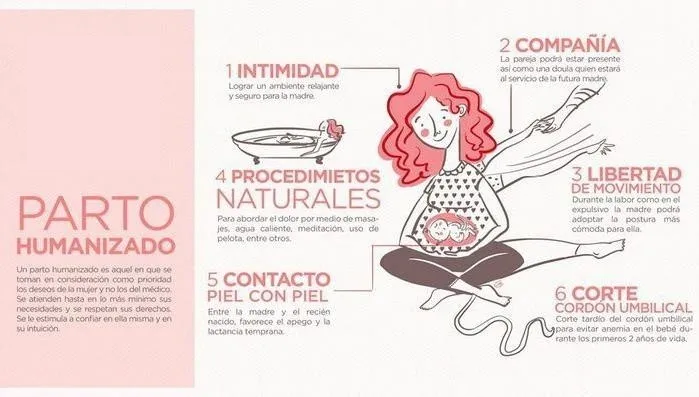 PARTO
HUMANIZADO
Un parto humanizado es aquel en que se
toman en consideración como prioridad
los deseos de la mujer y no los del médico.
Se atienden hasta en lo más mínimo sus
necesidades y se respetan sus derechos.
Se le estimula a confiar en ella misma y en
su intuición.
1 INTIMIDAD
Lograr un ambiente relajante
y seguro para la madre.
2 COMPAÑÍA
La pareja podrá estar presente
así como una doula quien estará
al servicio de la futura madre.
3 LIBERTAD
DE MOVIMIENTO
Durante la labor como en el
expulsivo la madre podrá
adoptar la postura más
cómoda para ella.
4 PROCEDIMIETOS
NATURALES
Para abordar el dolor por medio de masa-
jes, agua caliente, meditación, uso de
pelota, entre otros.
5 CONTACTO
PIEL CON PIEL
Entre la madre y el recién
nacido, favorece el apego y la
lactancia temprana.
6 CORTE
CORDÓN UMBILICAL
Corte tardío del cordón umbilical
para evitar anemia en el bebé du-
rante los primeros 2 años de vida.